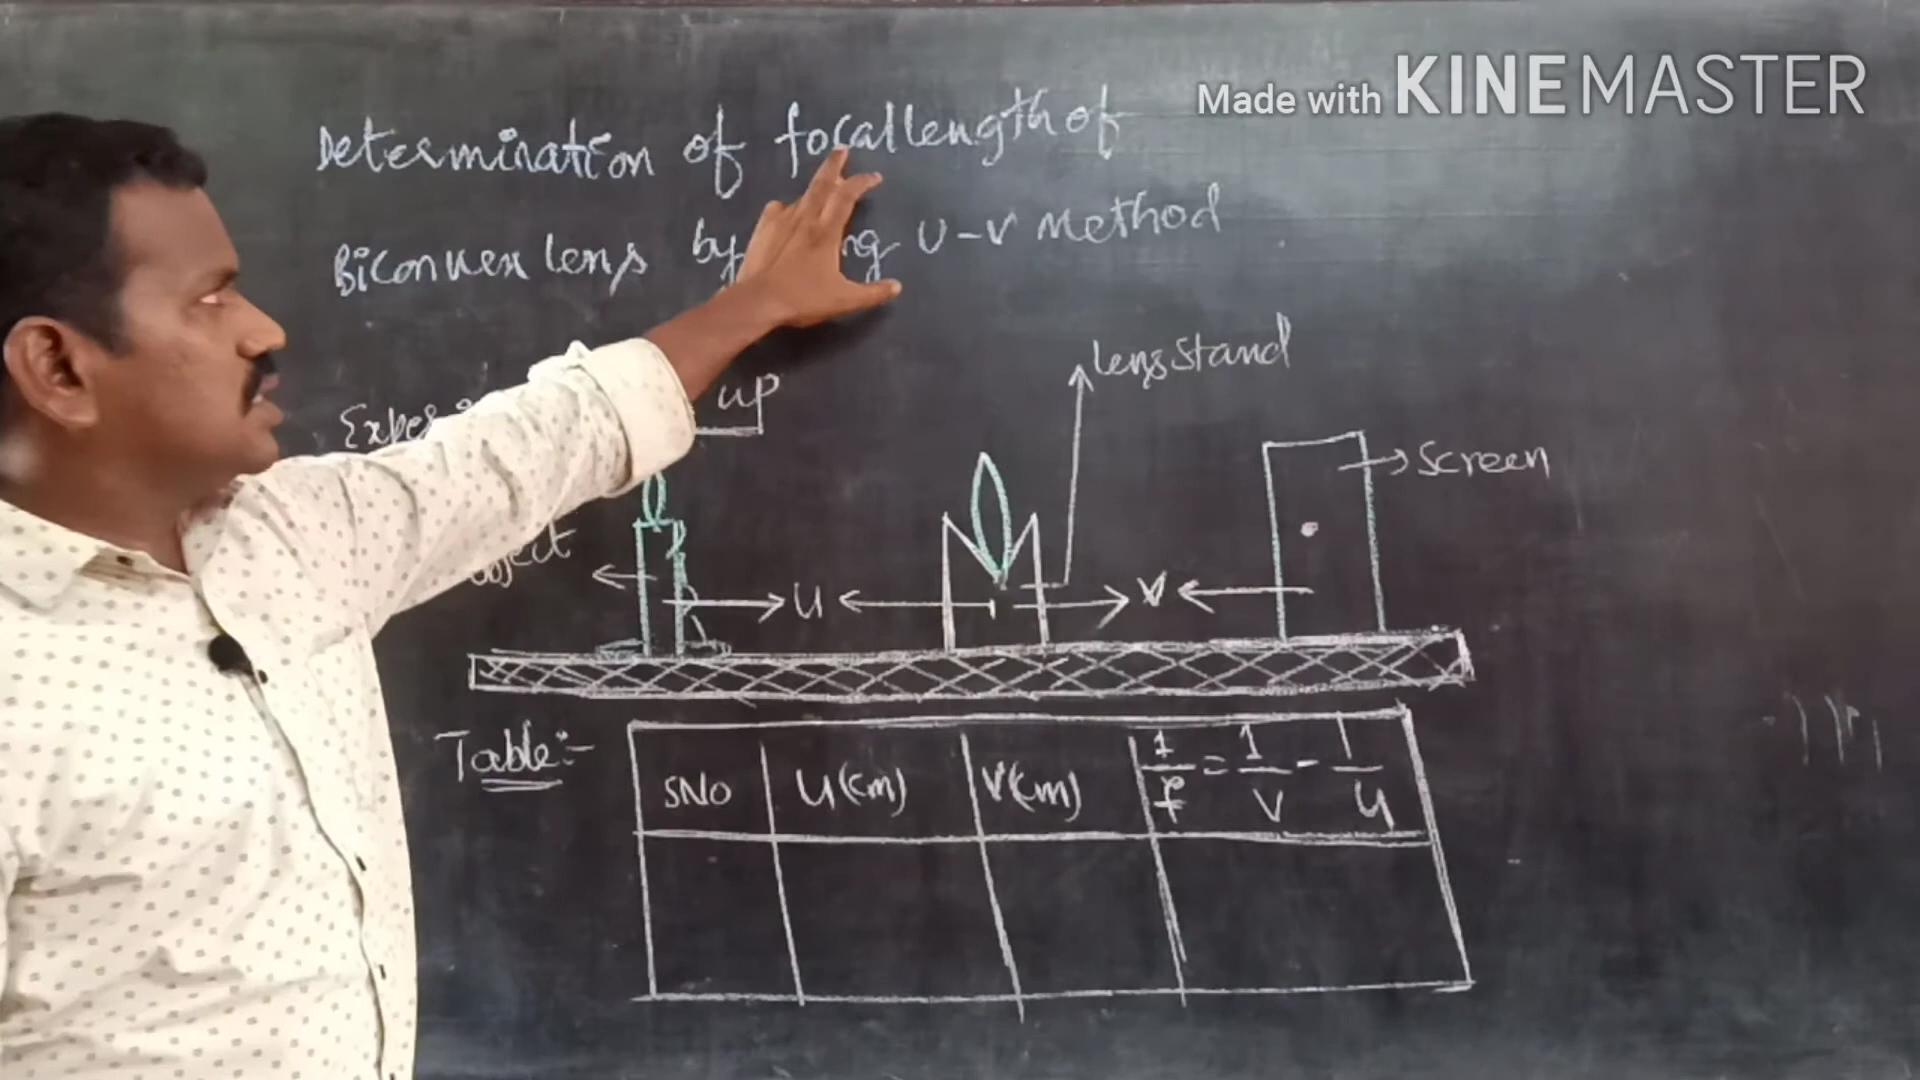 Made with KINEMASTER
Determination of focal length of
Biconvex lens by U-V Method
up
lens stand
screen
object
U
V
Table:-
SNO U(cm) V(cm) 1/f = 1/v - 1/u